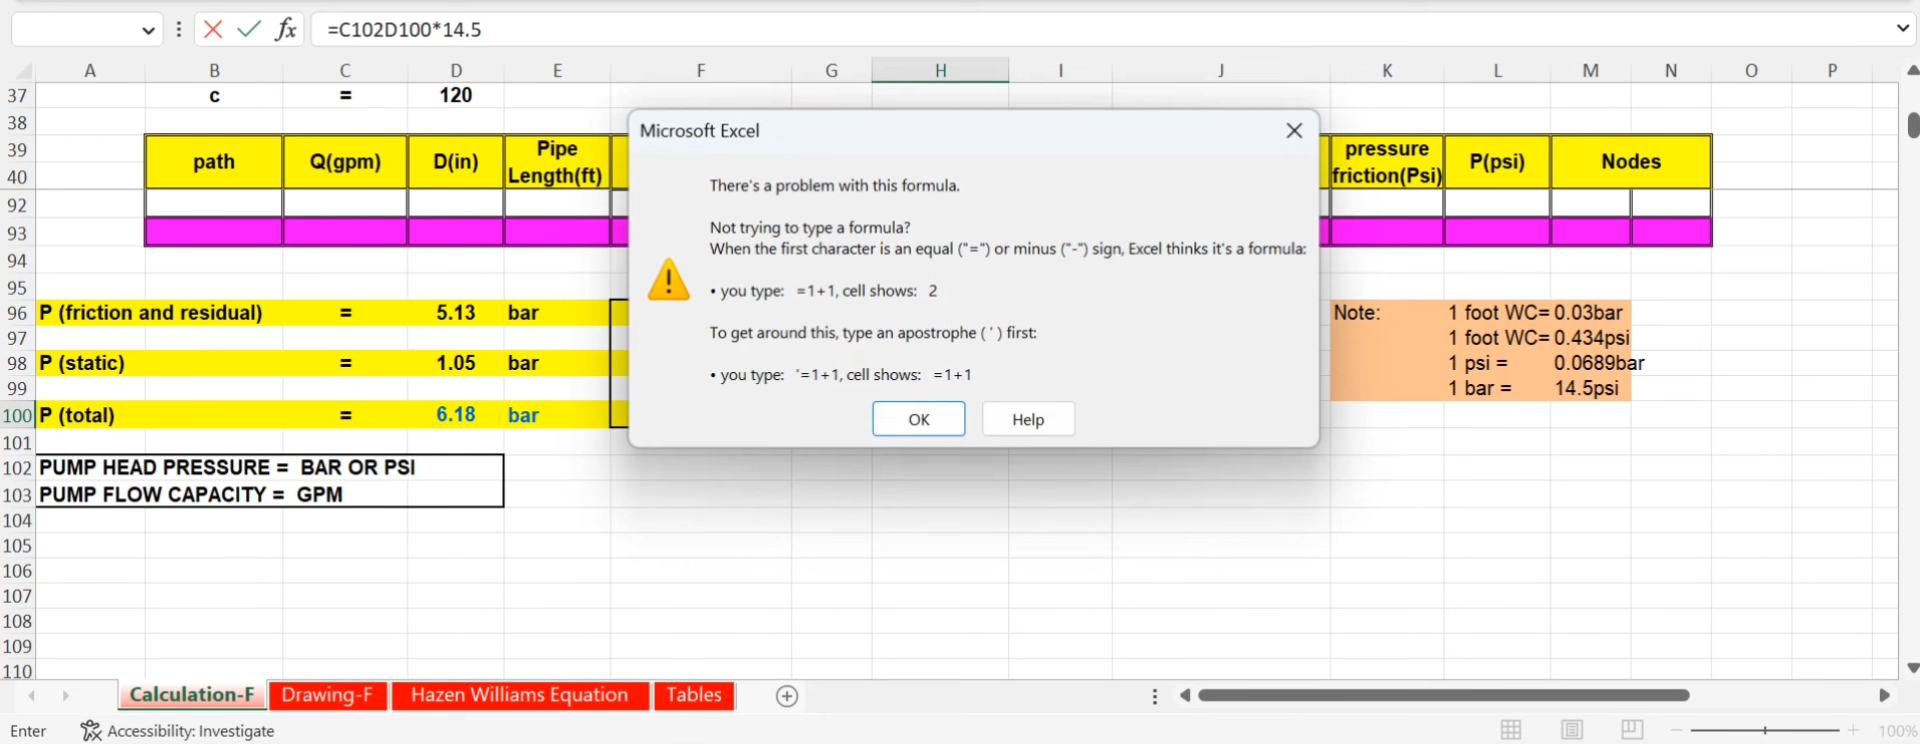 =C102D100*14.5
A B C D E F G H I J K L M N O P
37 c = 120
38
39 path Q(gpm) D(in) Pipe Length(ft) pressure friction(Psi) P(psi) Nodes
40
92
93
94
95
96 P (friction and residual) = 5.13 bar Note: 1 foot WC= 0.03bar
97 1 foot WC= 0.434psi
98 P (static) = 1.05 bar 1 psi = 0.0689bar
99 1 bar = 14.5psi
100 P (total) = 6.18 bar
101
102 PUMP HEAD PRESSURE = BAR OR PSI
103 PUMP FLOW CAPACITY = GPM
104
105
106
107
108
109
110
Microsoft Excel
There's a problem with this formula.
Not trying to type a formula?
When the first character is an equal ("=") or minus ("-") sign, Excel thinks it's a formula:
• you type: =1+1, cell shows: 2
To get around this, type an apostrophe ( ' ) first:
• you type: '=1+1, cell shows: =1+1
OK Help
Calculation-F Drawing-F Hazen Williams Equation Tables
Enter Accessibility: Investigate 100%